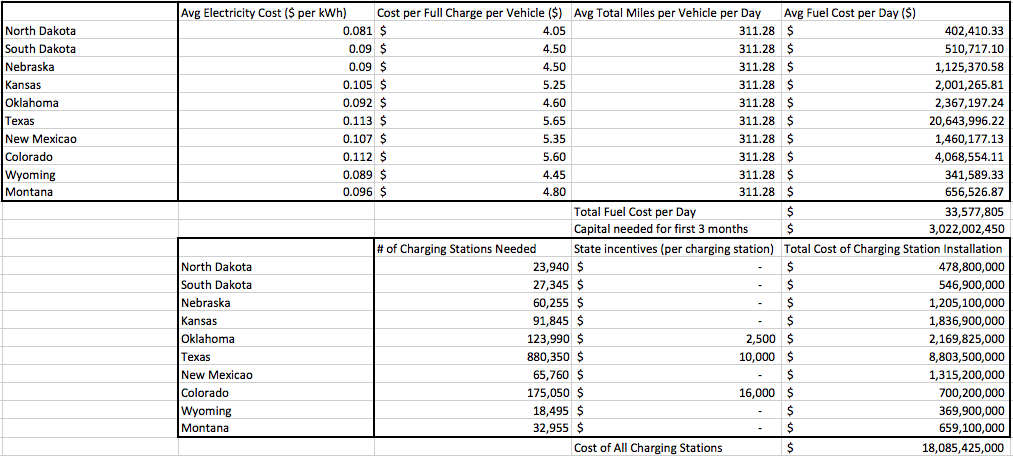 Avg Electricity Cost ($ per kWh) Cost per Full Charge per Vehicle ($) Avg Total Miles per Vehicle per Day Avg Fuel Cost per Day ($)
North Dakota 0.081 $ 4.05 311.28 $ 402,410.33
South Dakota 0.09 $ 4.50 311.28 $ 510,717.10
Nebraska 0.09 $ 4.50 311.28 $ 1,125,370.58
Kansas 0.105 $ 5.25 311.28 $ 2,001,265.81
Oklahoma 0.092 $ 4.60 311.28 $ 2,367,197.24
Texas 0.113 $ 5.65 311.28 $ 20,643,996.22
New Mexicao 0.107 $ 5.35 311.28 $ 1,460,177.13
Colorado 0.112 $ 5.60 311.28 $ 4,068,554.11
Wyoming 0.089 $ 4.45 311.28 $ 341,589.33
Montana 0.096 $ 4.80 311.28 $ 656,526.87
Total Fuel Cost per Day $ 33,577,805
Capital needed for first 3 months $ 3,022,002,450
# of Charging Stations Needed State incentives (per charging station) Total Cost of Charging Station Installation
North Dakota 23,940 $ - $ 478,800,000
South Dakota 27,345 $ - $ 546,900,000
Nebraska 60,255 $ - $ 1,205,100,000
Kansas 91,845 $ - $ 1,836,900,000
Oklahoma 123,990 $ 2,500 $ 2,169,825,000
Texas 880,350 $ 10,000 $ 8,803,500,000
New Mexicao 65,760 $ - $ 1,315,200,000
Colorado 175,050 $ 16,000 $ 700,200,000
Wyoming 18,495 $ - $ 369,900,000
Montana 32,955 $ - $ 659,100,000
Cost of All Charging Stations $ 18,085,425,000